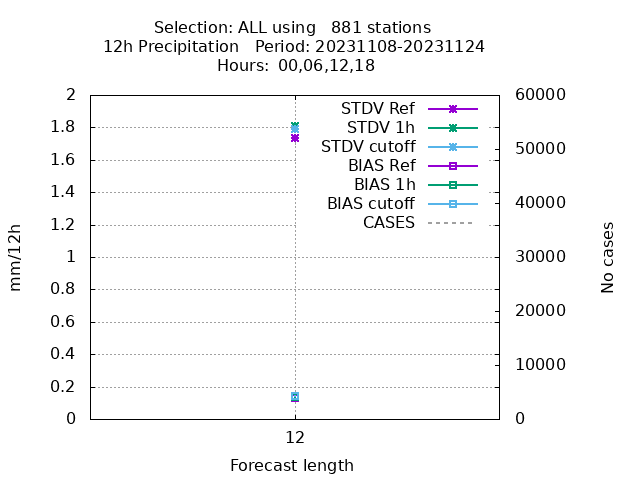 Selection: ALL using   881 stations
12h Precipitation   Period: 20231108-20231124
Hours:  00,06,12,18
2
1.8
1.6
1.4
1.2
1
0.8
0.6
0.4
0.2
0
mm/12h
STDV Ref
STDV 1h
STDV cutoff
BIAS Ref
BIAS 1h
BIAS cutoff
CASES
60000
50000
40000
30000
20000
10000
0
No cases
12
Forecast length